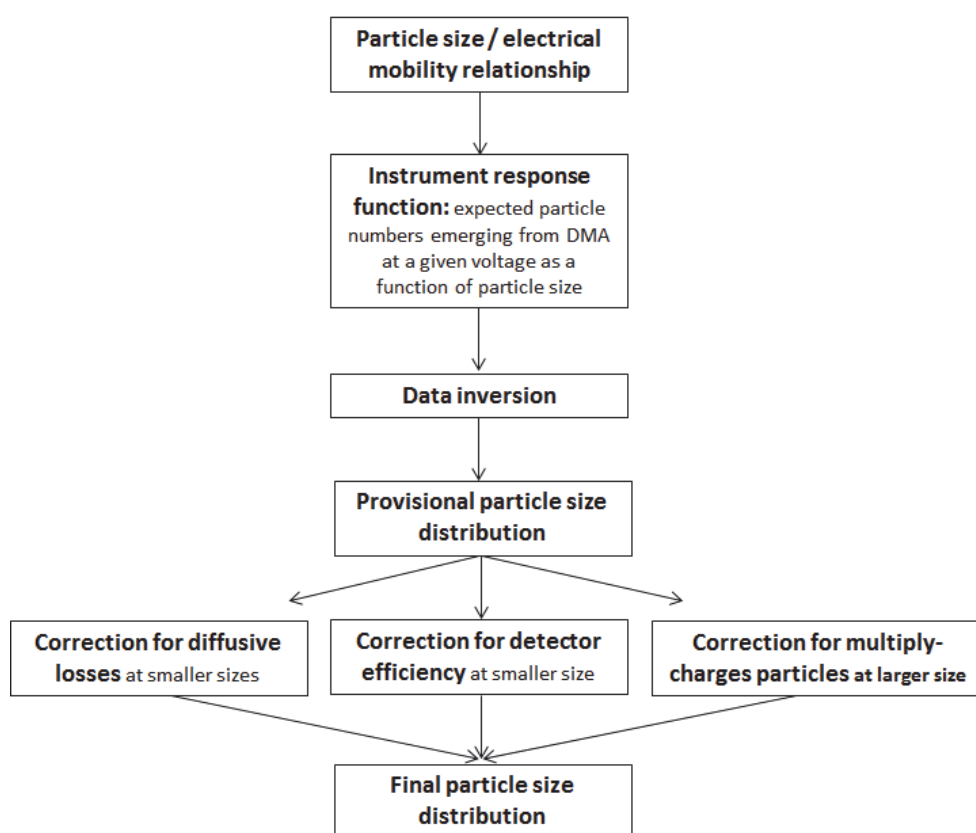 Particle size / electrical
mobility relationship
Instrument response
function: expected particle
numbers emerging from DMA
at a given voltage as a
function of particle size
Data inversion
Provisional particle size
distribution
Correction for diffusive
losses at smaller sizes
Correction for detector
efficiency at smaller size
Correction for multiply-
charges particles at larger size
Final particle size
distribution